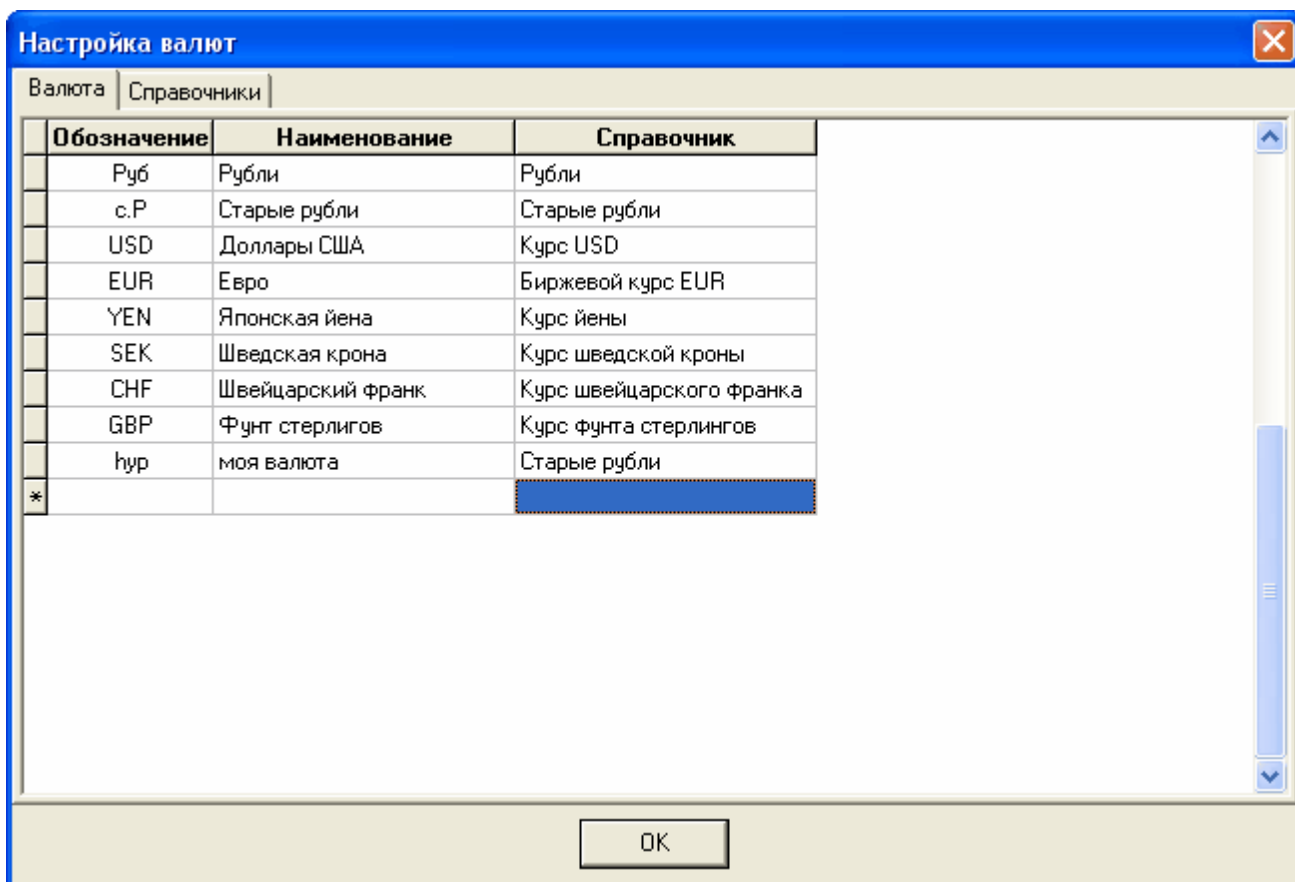 Настройка валют
Валюта Справочники
Обозначение Наименование Справочник
Руб Рубли Рубли
с.Р Старые рубли Старые рубли
USD Доллары США Курс USD
EUR Евро Биржевой курс EUR
YEN Японская йена Курс йены
SEK Шведская крона Курс шведской кроны
CHF Швейцарский франк Курс швейцарского франка
GBP Фунт стерлигов Курс фунта стерлингов
hyp моя валюта Старые рубли
*
OK